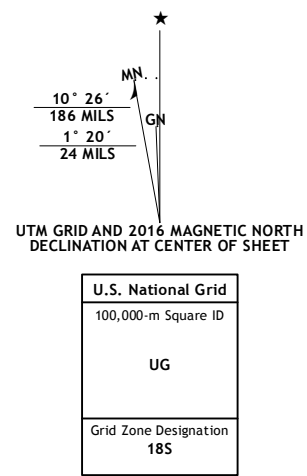 ★
MN
GN
10° 26´
186 MILS
1° 20´
24 MILS
UTM GRID AND 2016 MAGNETIC NORTH
DECLINATION AT CENTER OF SHEET
U.S. National Grid
100,000-m Square ID
UG
Grid Zone Designation
18S